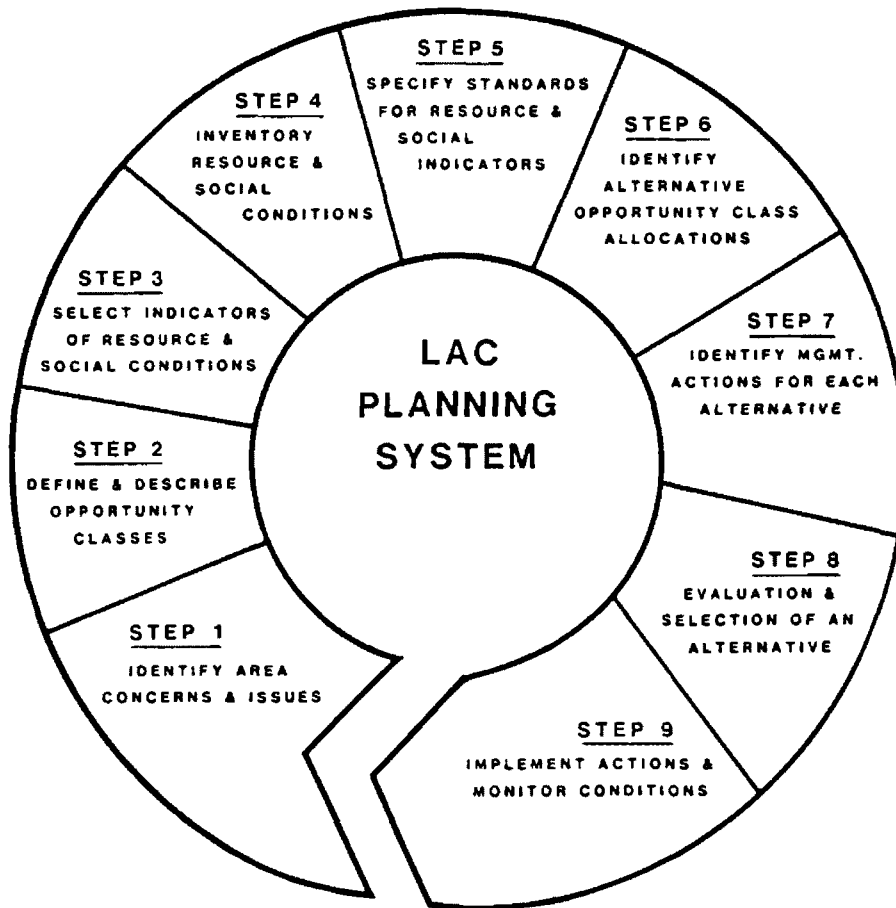 LAC
PLANNING
SYSTEM
STEP 1
IDENTIFY AREA
CONCERNS & ISSUES
STEP 2
DEFINE & DESCRIBE
OPPORTUNITY
CLASSES
STEP 3
SELECT INDICATORS
OF RESOURCE &
SOCIAL CONDITIONS
STEP 4
INVENTORY
RESOURCE &
SOCIAL
CONDITIONS
STEP 5
SPECIFY STANDARDS
FOR RESOURCE &
SOCIAL
INDICATORS
STEP 6
IDENTIFY
ALTERNATIVE
OPPORTUNITY CLASS
ALLOCATIONS
STEP 7
IDENTIFY MGMT.
ACTIONS FOR EACH
ALTERNATIVE
STEP 8
EVALUATION &
SELECTION OF AN
ALTERNATIVE
STEP 9
IMPLEMENT ACTIONS &
MONITOR CONDITIONS